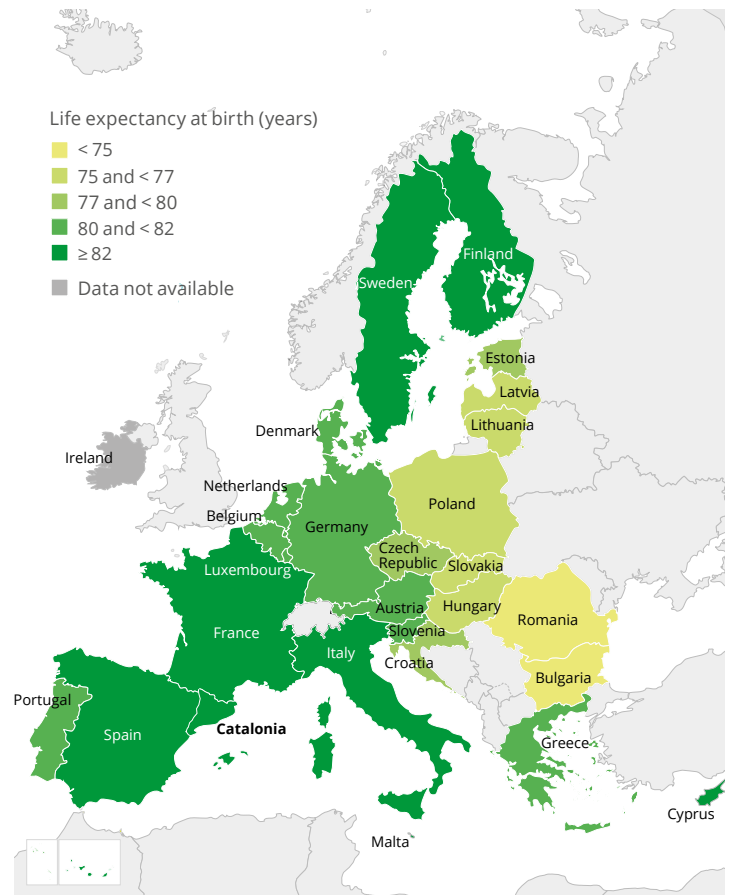 Life expectancy at birth (years)
< 75
75 and < 77
77 and < 80
80 and < 82
≥ 82
Data not available
Finland
Sweden
Estonia
Latvia
Lithuania
Denmark
Ireland
Netherlands
Poland
Belgium
Germany
Czech
Republic
Slovakia
Luxembourg
Austria
Hungary
Romania
France
Slovenia
Italy
Croatia
Bulgaria
Portugal
Catalonia
Spain
Greece
Cyprus
Malta